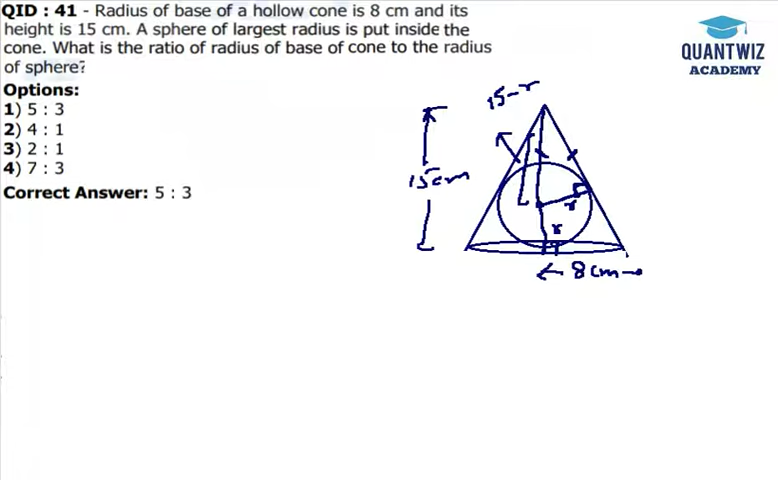 QID : 41 - Radius of base of a hollow cone is 8 cm and its
height is 15 cm. A sphere of largest radius is put inside the
cone. What is the ratio of radius of base of cone to the radius
of sphere?
Options:
1) 5 : 3
2) 4 : 1
3) 2 : 1
4) 7 : 3
Correct Answer: 5 : 3
QUANTWIZ
ACADEMY
15-r
15cm
r
r
8cm